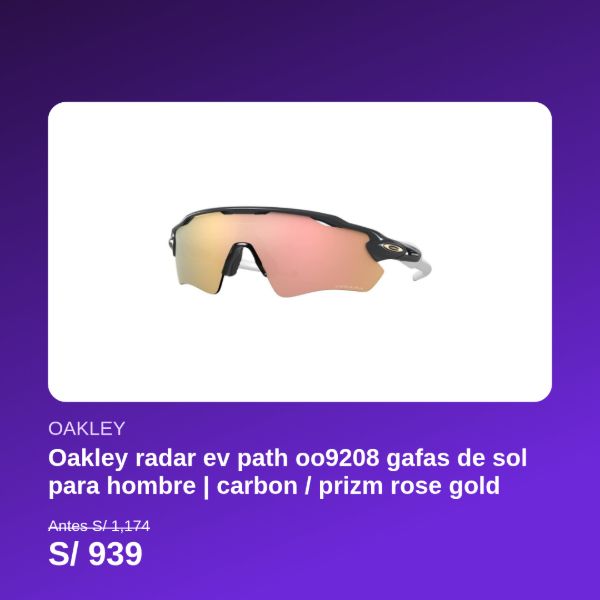 OAKLEY
Oakley radar ev path oo9208 gafas de sol
para hombre | carbon / prizm rose gold
Antes S/ 1,174
S/ 939